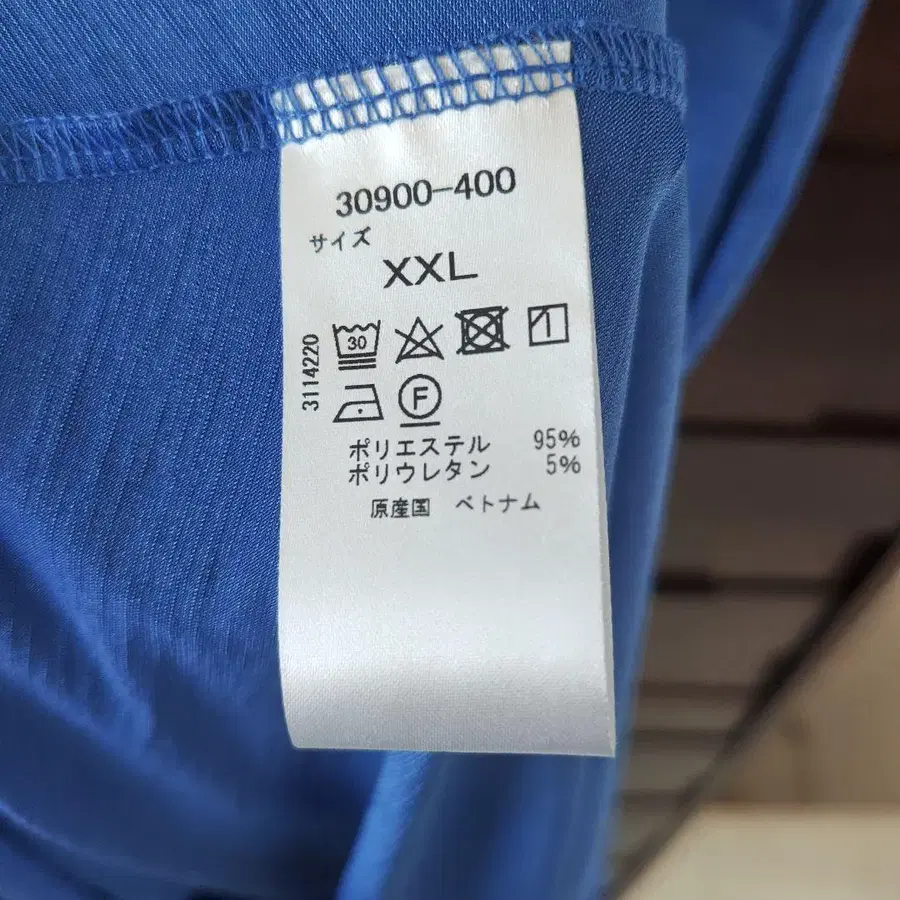 30900-400
サイズ
XXL
3114220
30
F
ポリエステル 95%
ポリウレタン 5%
原産国 ベトナム